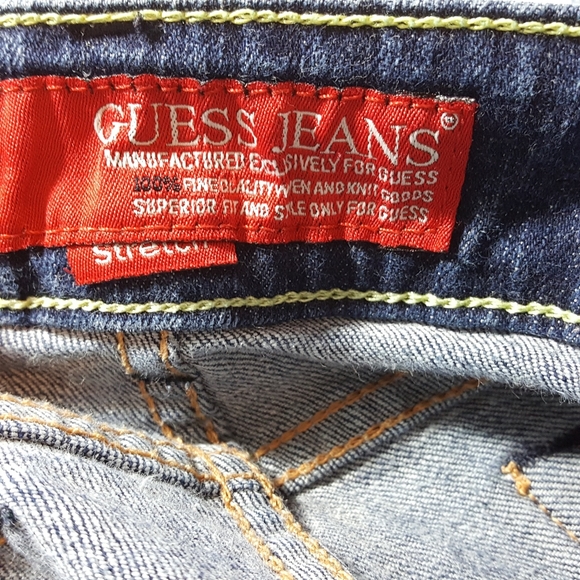 GUESS JEANS®
MANUFACTURED EXCLUSIVELY FOR GUESS
100% FINE QUALITY WOVEN AND KNIT GOODS
SUPERIOR FIT AND STYLE ONLY FOR GUESS
Stretch